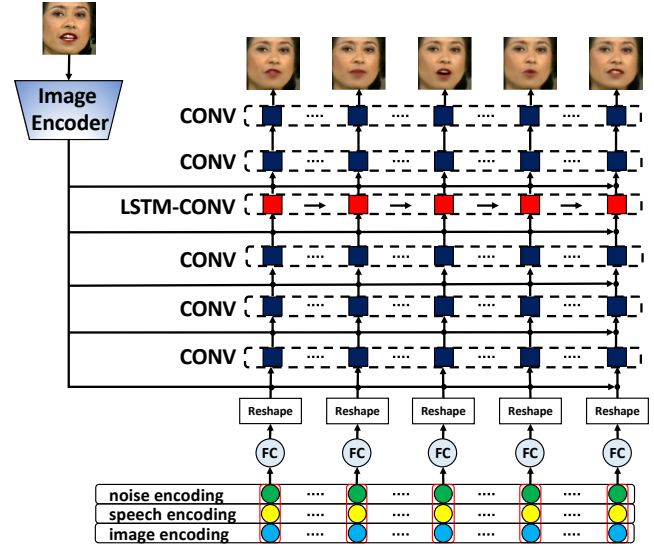 Image
Encoder
CONV .... .... .... ....
CONV .... .... .... ....
LSTM-CONV
CONV .... .... .... ....
CONV .... .... .... ....
CONV .... .... .... ....
Reshape Reshape Reshape Reshape Reshape
FC FC FC FC FC
noise encoding .... .... .... ....
speech encoding .... .... .... ....
image encoding .... .... .... ....